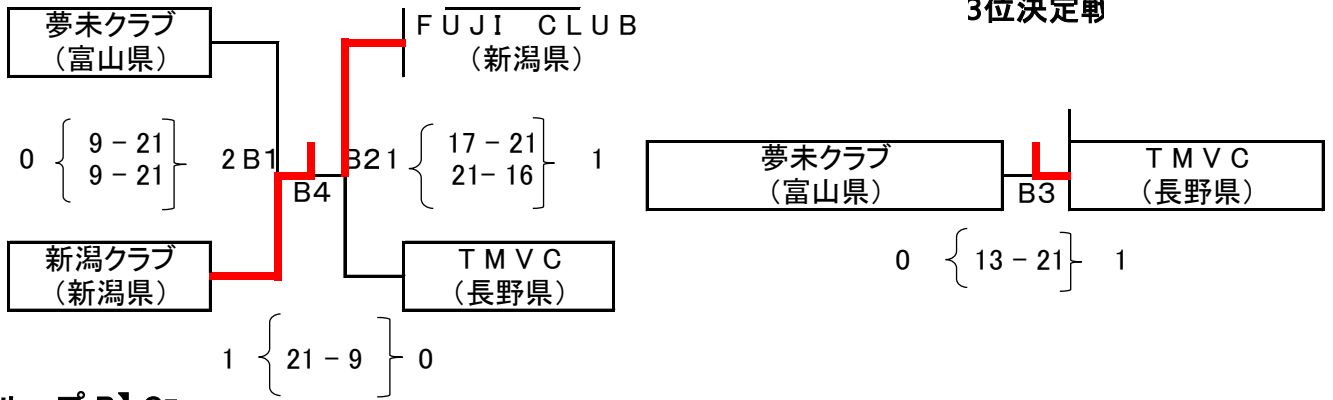 3位決定戦
夢未クラブ
（富山県）
ＦＵＪＩ　ＣＬＵＢ
（新潟県）
0 9 − 21 2 B1
9 − 21
B2 1 17 − 21 1
21− 16
B4
新潟クラブ
（新潟県）
ＴＭＶＣ
（長野県）
1 21 − 9 0
夢未クラブ
（富山県）
B3
ＴＭＶＣ
（長野県）
0 13 − 21 1